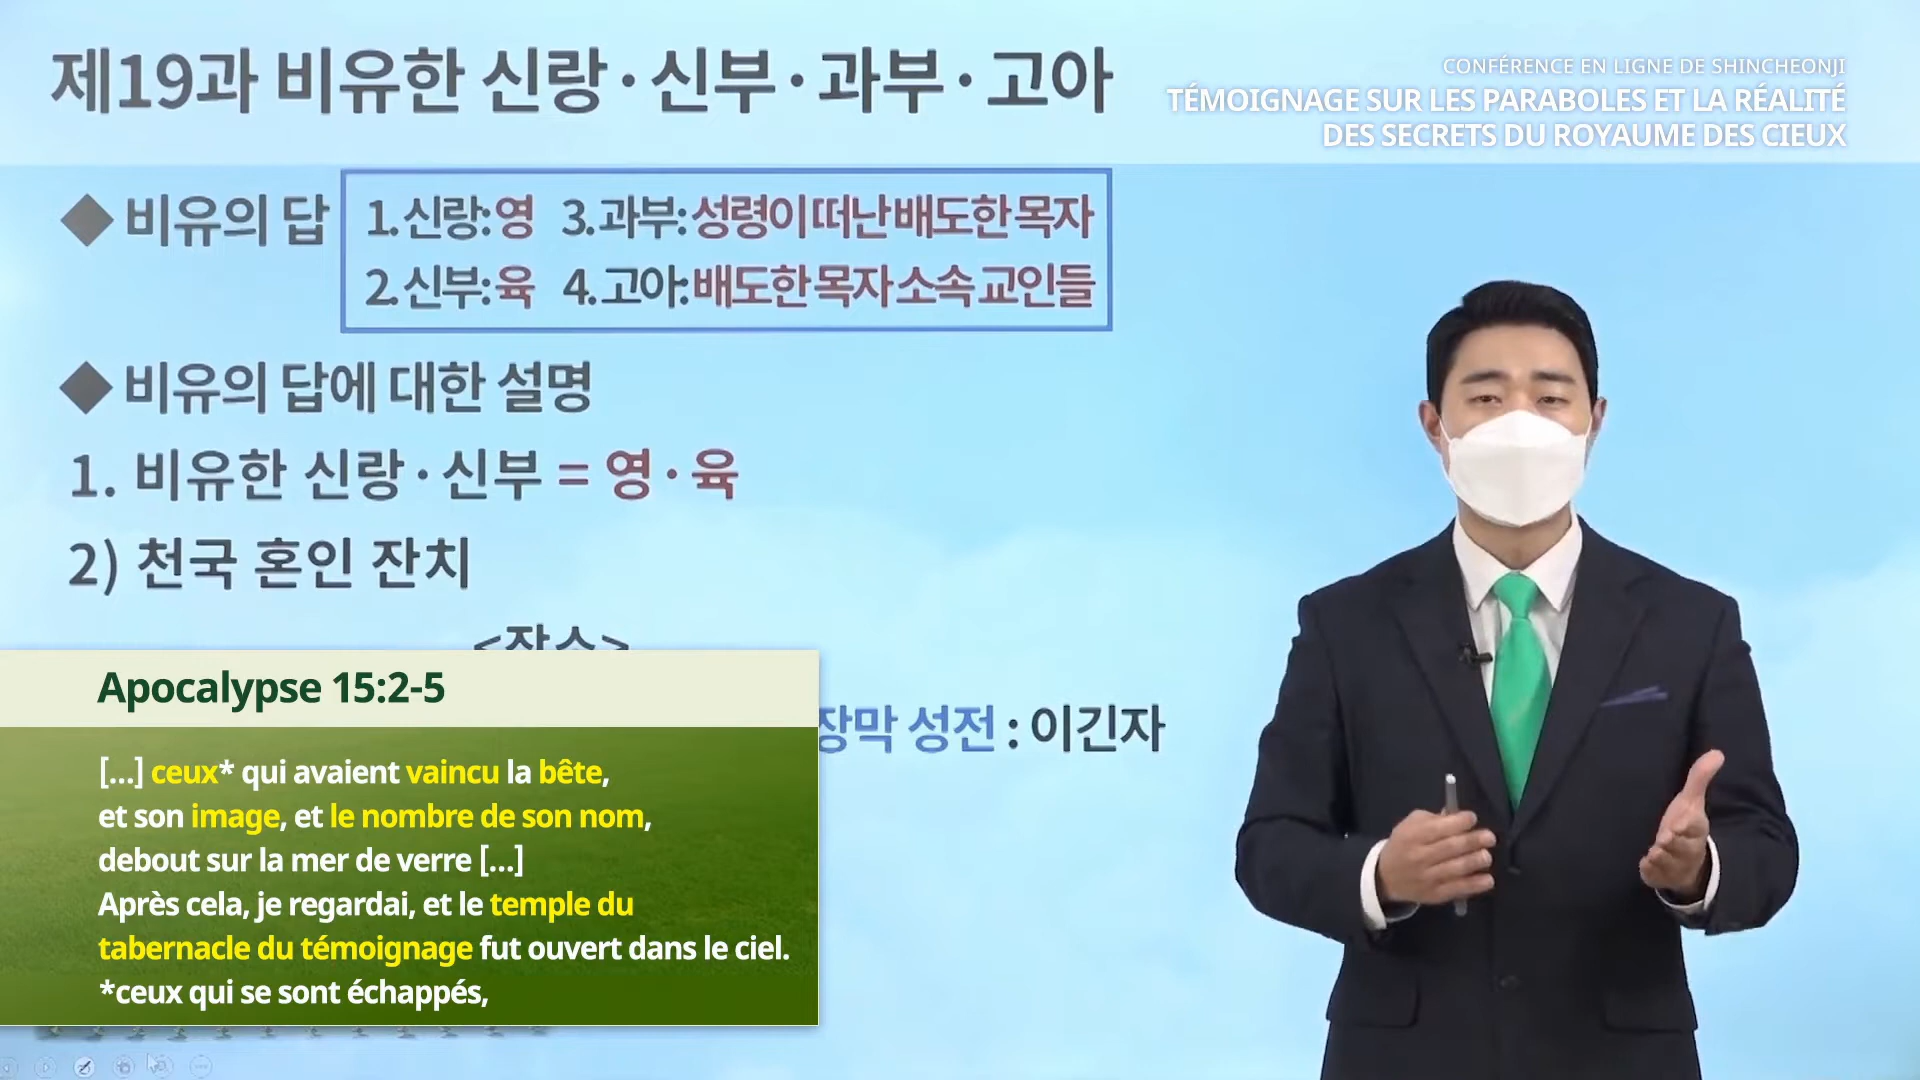 제19과 비유한 신랑·신부·과부·고아
CONFÉRENCE EN LIGNE DE SHINCHEONJI
TÉMOIGNAGE SUR LES PARABOLES ET LA RÉALITÉ
DES SECRETS DU ROYAUME DES CIEUX
◆ 비유의 답
1. 신랑: 영 3. 과부: 성령이 떠난 배도한 목자
2. 신부: 육 4. 고아: 배도한 목자 소속 교인들
◆ 비유의 답에 대한 설명
1. 비유한 신랑·신부 = 영·육
2) 천국 혼인 잔치
<장소>
장막 성전 : 이긴자
Apocalypse 15:2-5
[...] ceux* qui avaient vaincu la bête,
et son image, et le nombre de son nom,
debout sur la mer de verre [...]
Après cela, je regardai, et le temple du
tabernacle du témoignage fut ouvert dans le ciel.
*ceux qui se sont échappés,